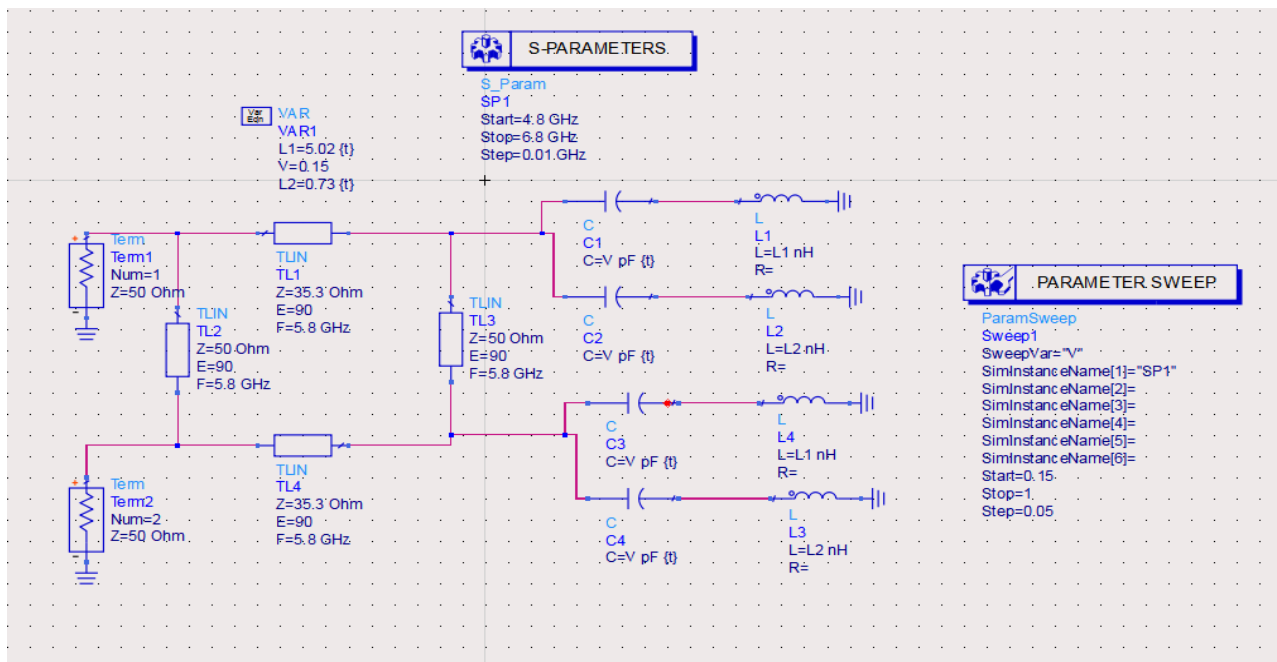 S-PARAMETERS
S_Param
SP1
Start=4.8 GHz
Stop=6.8 GHz
Step=0.01 GHz
Var
Eqn
VAR
VAR1
L1=5.02 {t}
V=0.15
L2=0.73 {t}
Term
Term1
Num=1
Z=50 Ohm
TLIN
TL1
Z=35.3 Ohm
E=90
F=5.8 GHz
TLIN
TL2
Z=50 Ohm
E=90
F=5.8 GHz
TLIN
TL3
Z=50 Ohm
E=90
F=5.8 GHz
C
C1
C=V pF {t}
L
L1
L=L1 nH
R=
C
C2
C=V pF {t}
L
L2
L=L2 nH
R=
C
C3
C=V pF {t}
L
L4
L=L1 nH
R=
C
C4
C=V pF {t}
L
L3
L=L2 nH
R=
Term
Term2
Num=2
Z=50 Ohm
TLIN
TL4
Z=35.3 Ohm
E=90
F=5.8 GHz
PARAMETER SWEEP
ParamSweep
Sweep1
SweepVar="V"
SimInstanceName[1]="SP1"
SimInstanceName[2]=
SimInstanceName[3]=
SimInstanceName[4]=
SimInstanceName[5]=
SimInstanceName[6]=
Start=0.15
Stop=1
Step=0.05